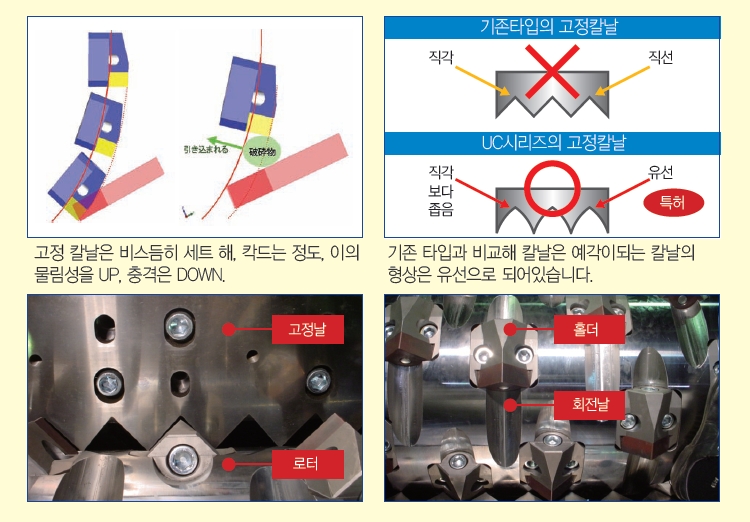 引き込まれる
破砕物
기존타입의 고정칼날
직각
직선
UC시리즈의 고정칼날
직각
보다
좁음
유선
특허
고정 칼날은 비스듬히 세트 해, 칵드는 정도, 이의
물림성을 UP, 충격은 DOWN.
기존 타입과 비교해 칼날은 예각이되는 칼날의
형상은 유선으로 되어있습니다.
고정날
로터
홀더
회전날